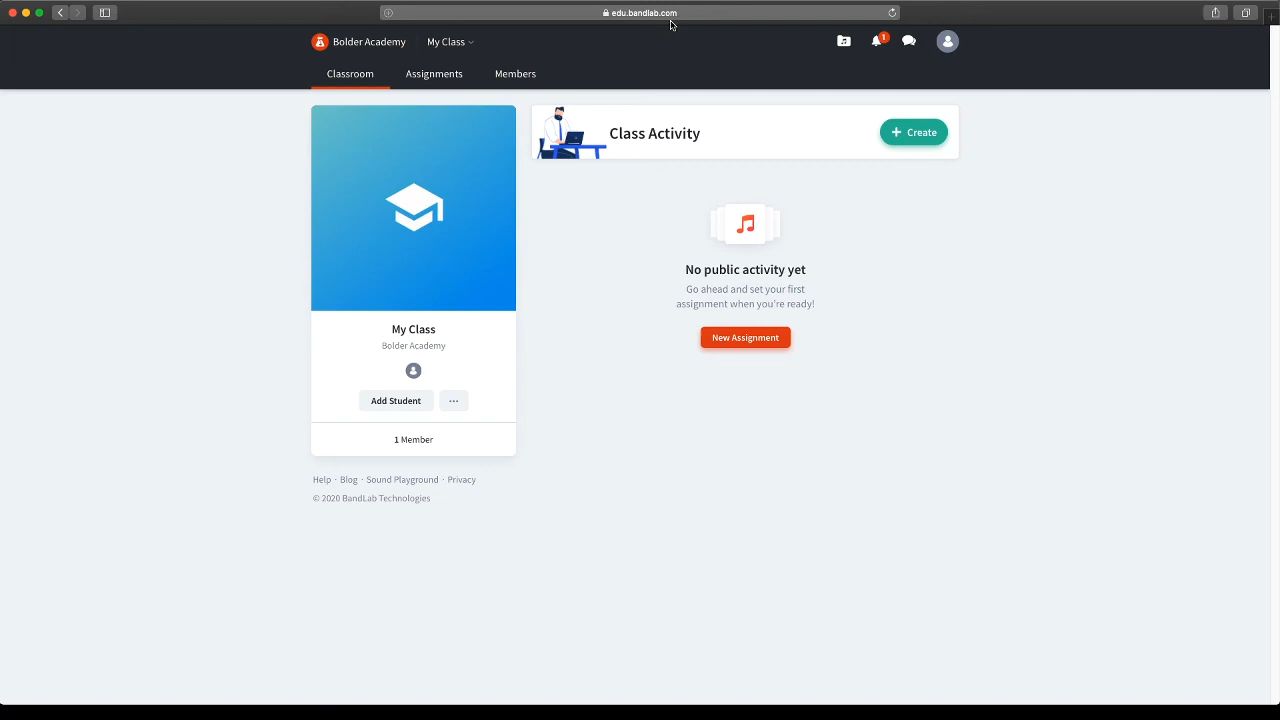 edu.bandlab.com
Bolder Academy
My Class
1
Classroom
Assignments
Members
Class Activity
Create
No public activity yet
Go ahead and set your first
assignment when you're ready!
New Assignment
My Class
Bolder Academy
Add Student
...
1 Member
Help · Blog · Sound Playground · Privacy
© 2020 BandLab Technologies